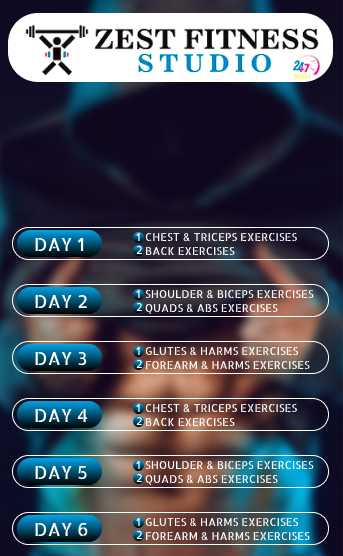 ZEST FITNESS
STUDIO
24-7
DAY 1
1 CHEST & TRICEPS EXERCISES
2 BACK EXERCISES
DAY 2
1 SHOULDER & BICEPS EXERCISES
2 QUADS & ABS EXERCISES
DAY 3
1 GLUTES & HARMS EXERCISES
2 FOREARM & HARMS EXERCISES
DAY 4
1 CHEST & TRICEPS EXERCISES
2 BACK EXERCISES
DAY 5
1 SHOULDER & BICEPS EXERCISES
2 QUADS & ABS EXERCISES
DAY 6
1 GLUTES & HARMS EXERCISES
2 FOREARM & HARMS EXERCISES